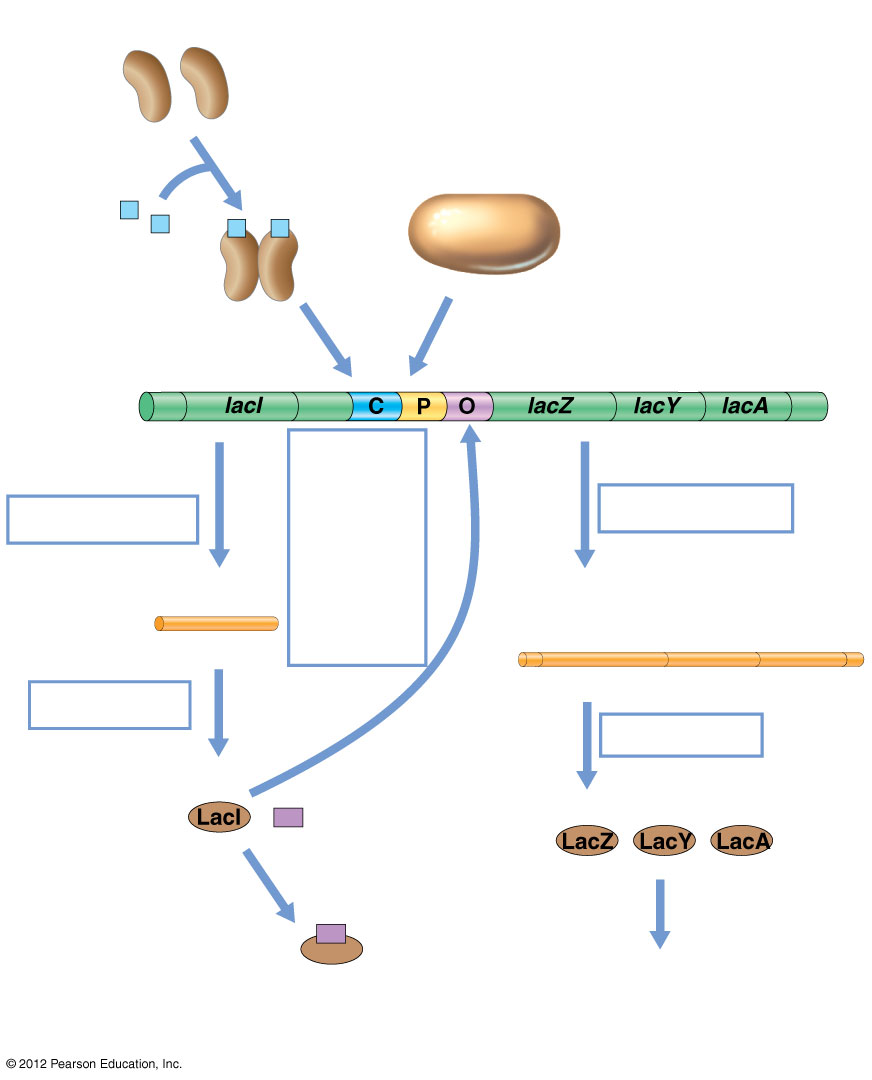 lacI C P O lacZ lacY lacA
LacI
LacZ LacY LacA
© 2012 Pearson Education, Inc.